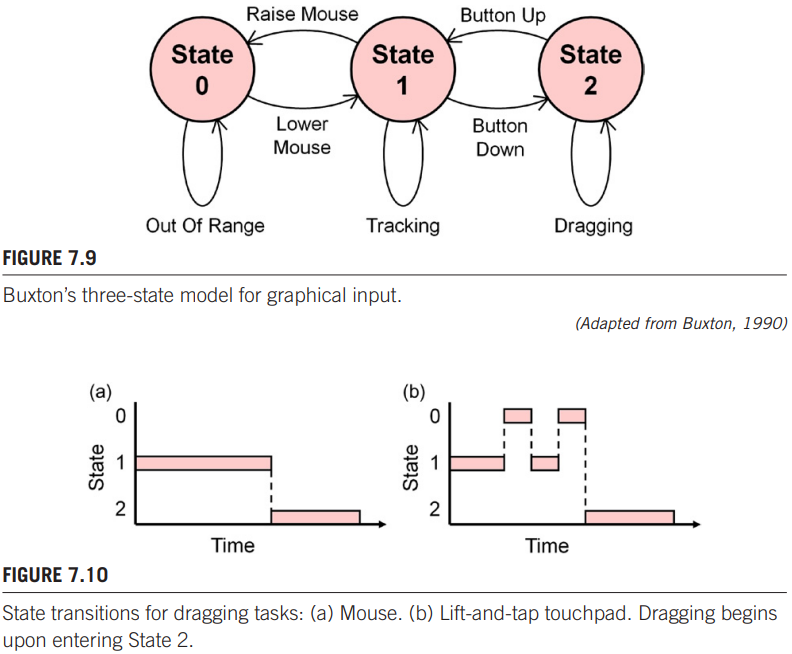 Raise Mouse
Button Up
State
0
State
1
State
2
Lower
Mouse
Button
Down
Out Of Range
Tracking
Dragging
FIGURE 7.9
Buxton’s three-state model for graphical input.
(Adapted from Buxton, 1990)
(a)
0
1
2
State
Time
(b)
0
1
2
State
Time
FIGURE 7.10
State transitions for dragging tasks: (a) Mouse. (b) Lift-and-tap touchpad. Dragging begins
upon entering State 2.